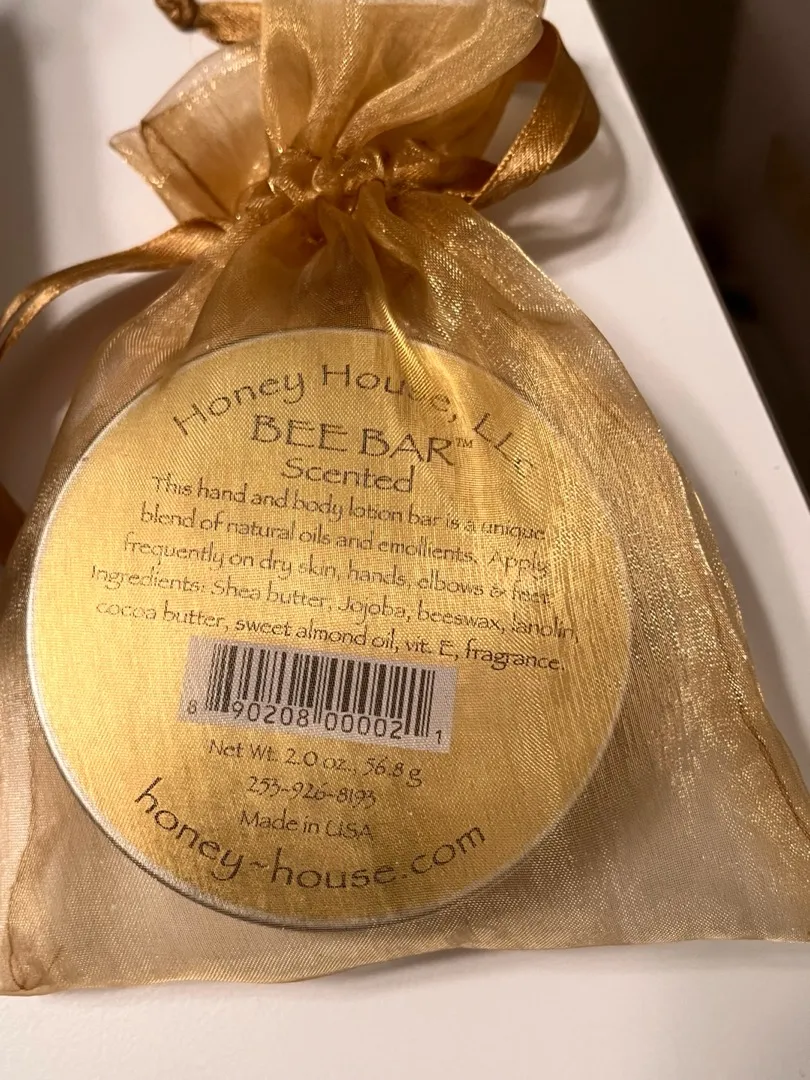 Honey House, LLC
BEE BAR™
Scented
This hand and body lotion bar is a unique
blend of natural oils and emollients. Apply
frequently on dry skin, hands, elbows & feet.
Ingredients: Shea butter, Jojoba, beeswax, lanolin,
cocoa butter, sweet almond oil, vit. E, fragrance.
8 90208 00002 1
Net Wt. 2.0 oz., 56.8 g
253-926-8193
Made in USA
honey~house.com